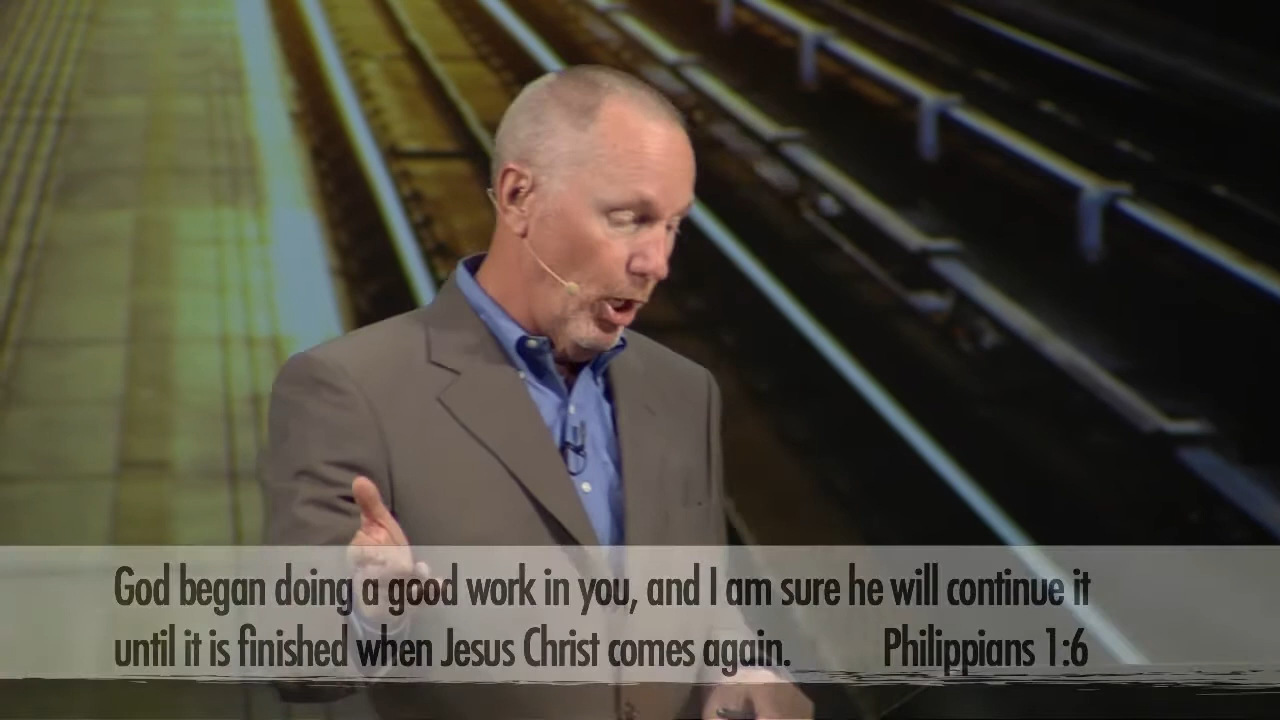 God began doing a good work in you, and I am sure he will continue it
until it is finished when Jesus Christ comes again. Philippians 1:6